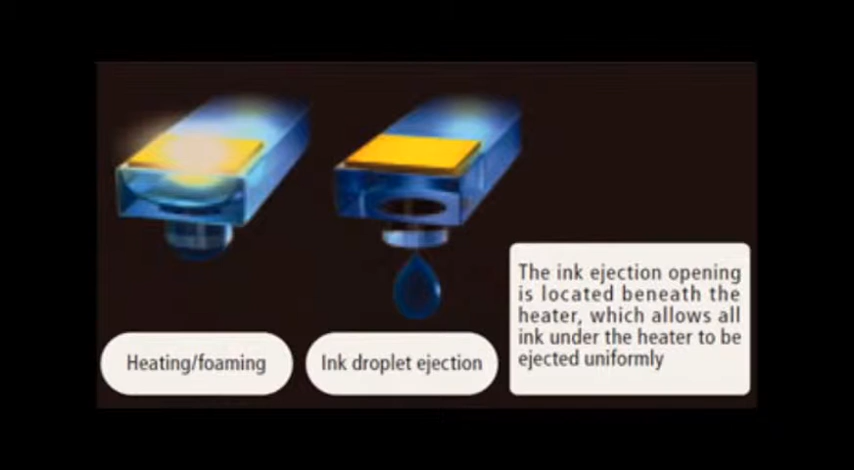 Heating/foaming
Ink droplet ejection
The ink ejection opening
is located beneath the
heater, which allows all
ink under the heater to be
ejected uniformly